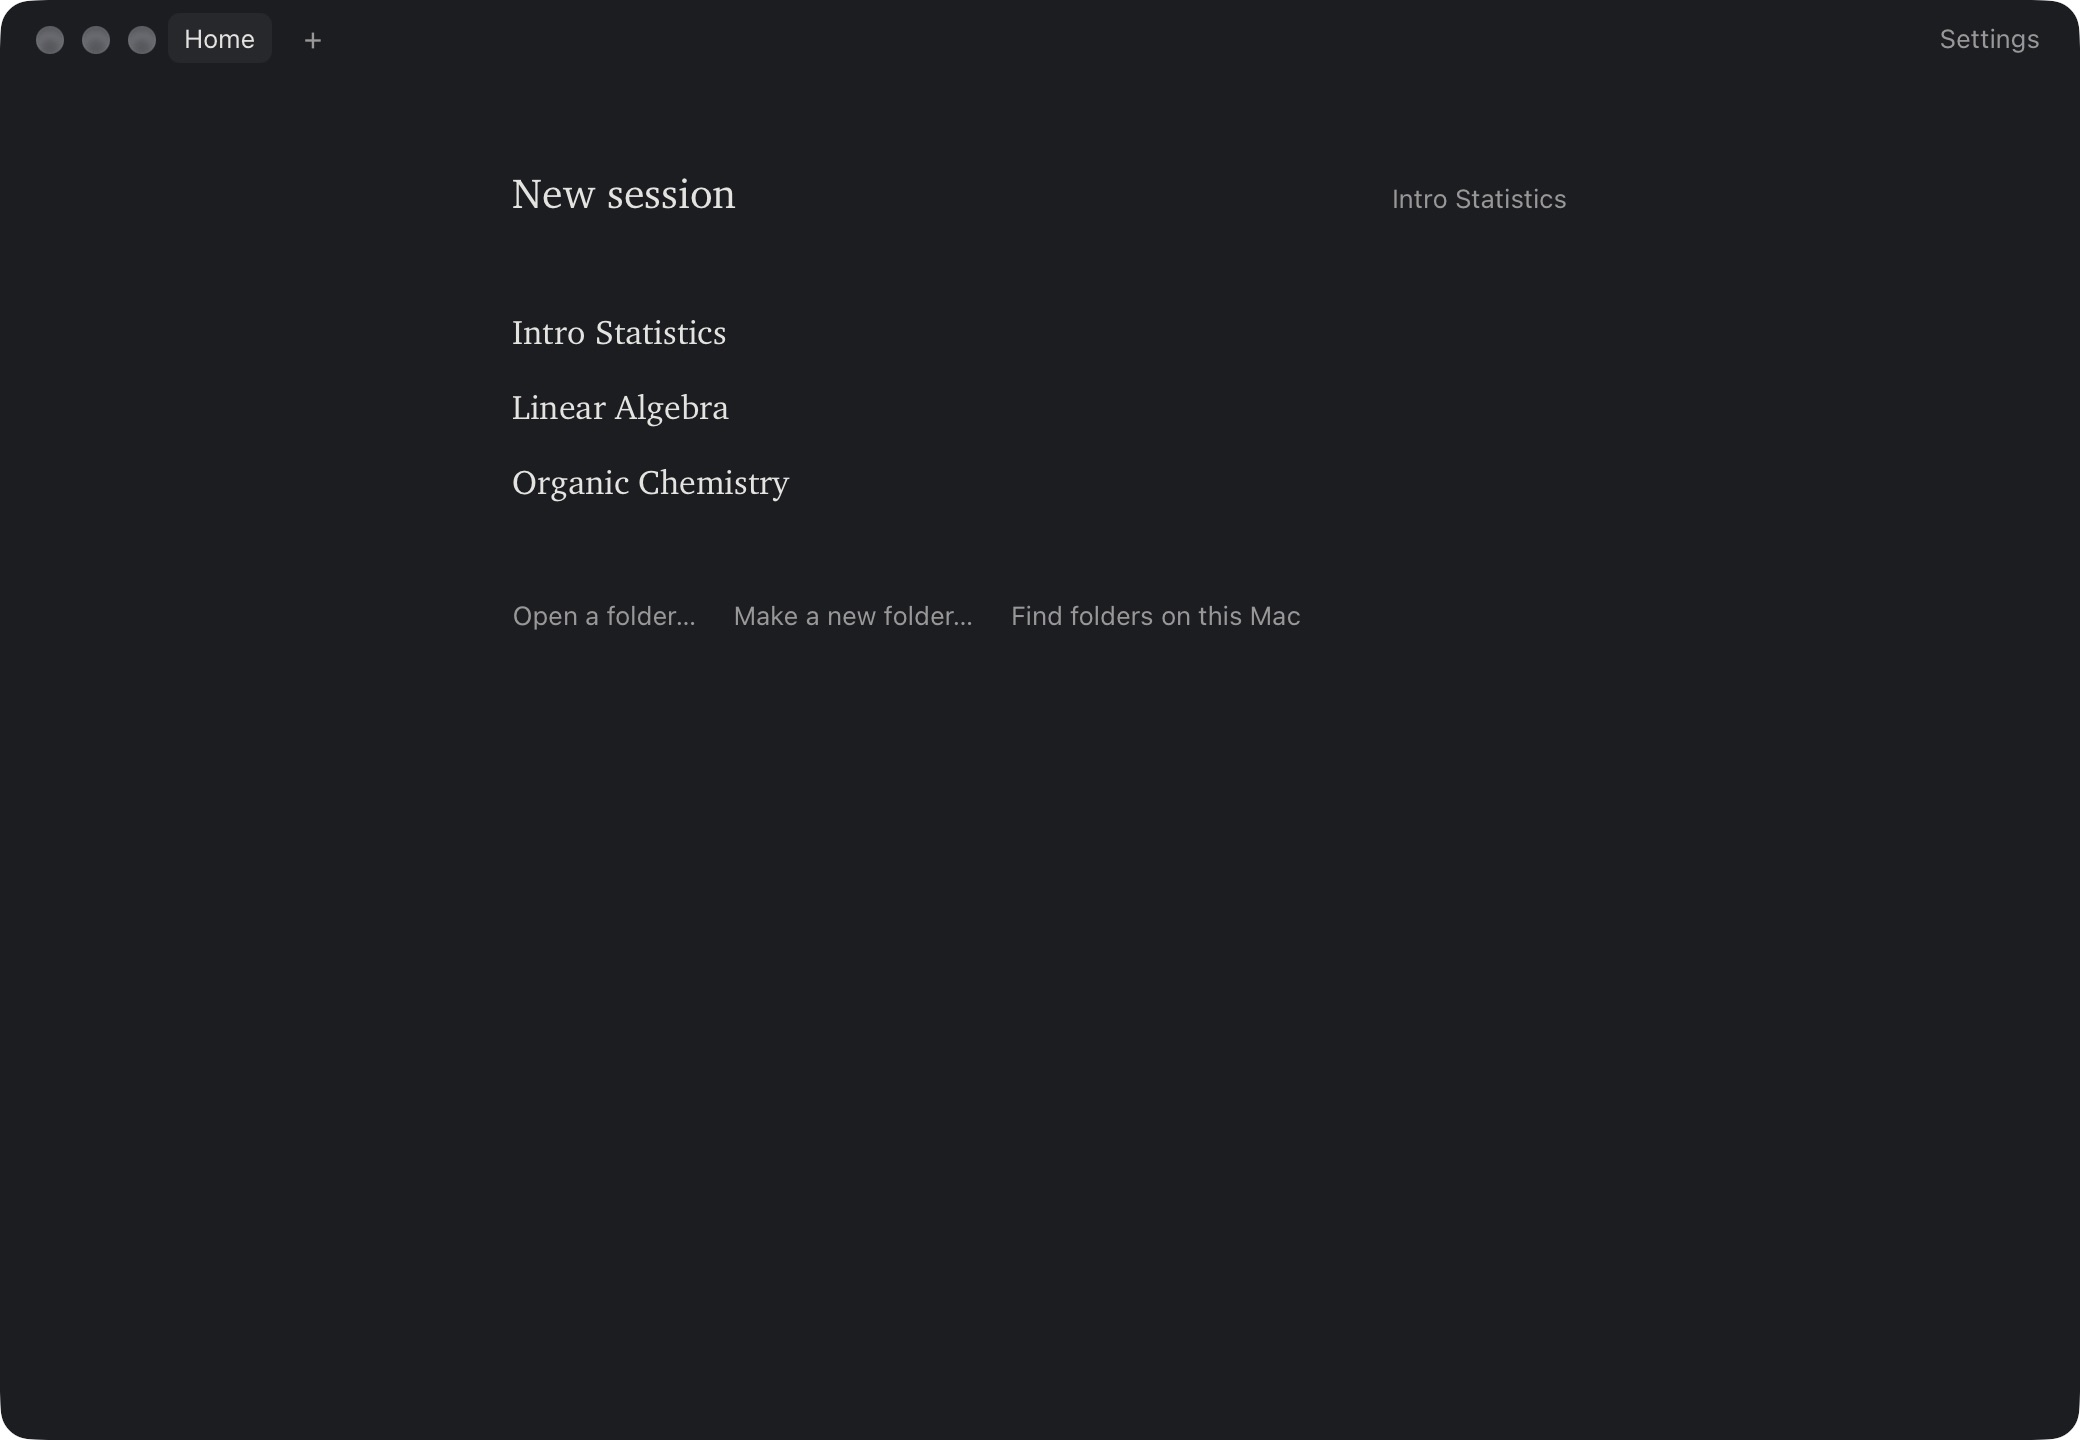 Home +
Settings
New session
Intro Statistics
Intro Statistics
Linear Algebra
Organic Chemistry
Open a folder... Make a new folder... Find folders on this Mac